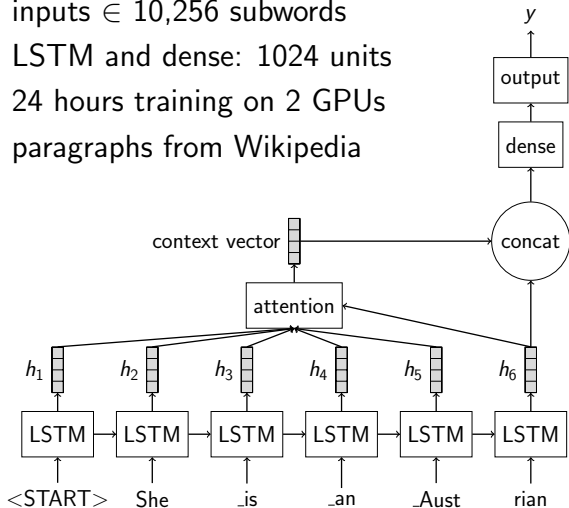 inputs ∈ 10,256 subwords
LSTM and dense: 1024 units
24 hours training on 2 GPUs
paragraphs from Wikipedia
y
output
dense
context vector
concat
attention
h₁ h₂ h₃ h₄ h₅ h₆
LSTM LSTM LSTM LSTM LSTM LSTM
<START> She _is _an _Aust rian